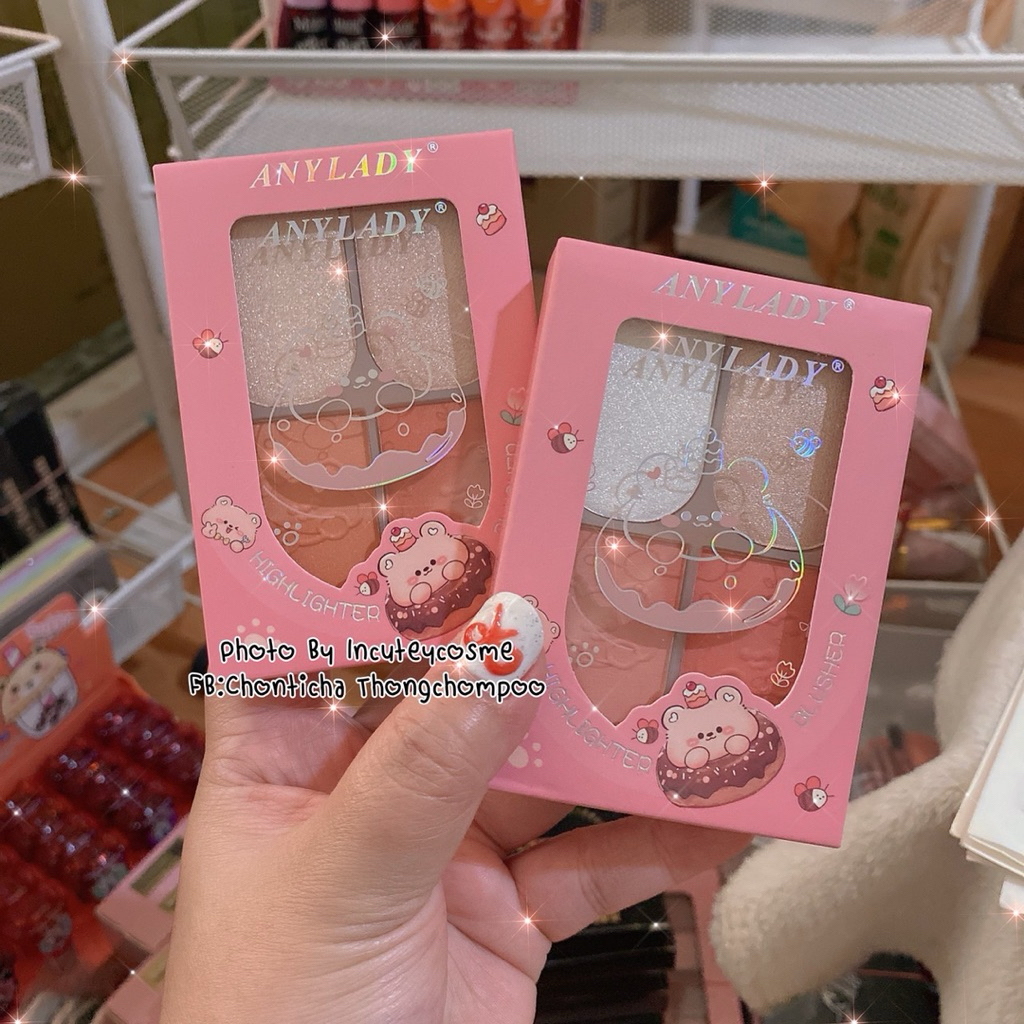 ANYLADY®
ANYLADY®
HIGHLIGHTER
ANYLADY®
ANYLADY®
HIGHLIGHTER
BLUSHER
Photo By Incuteycosme
FB:Chonticha Thongchompoo